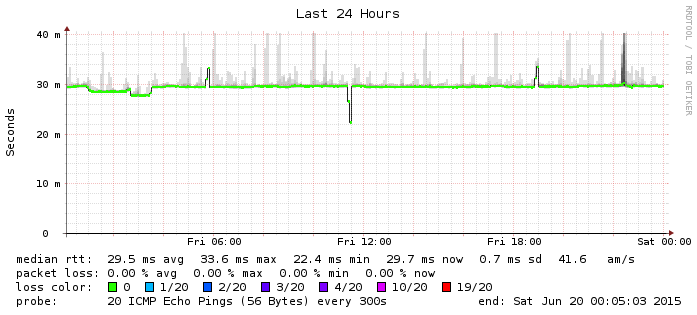 Last 24 Hours
RRDTOOL / TOBI OETIKER
Seconds
40 m
30 m
20 m
10 m
0
Fri 06:00 Fri 12:00 Fri 18:00 Sat 00:00
median rtt: 29.5 ms avg 33.6 ms max 22.4 ms min 29.7 ms now 0.7 ms sd 41.6 am/s
packet loss: 0.00 % avg 0.00 % max 0.00 % min 0.00 % now
loss color: 0 1/20 2/20 3/20 4/20 10/20 19/20
probe: 20 ICMP Echo Pings (56 Bytes) every 300s end: Sat Jun 20 00:05:03 2015